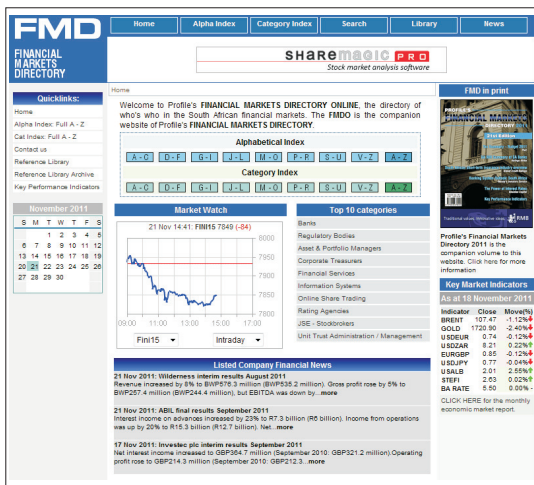 FMD
FINANCIAL
MARKETS
DIRECTORY
Home
Alpha Index
Category Index
Search
Library
News
SHAREmagic PRO
Stock market analysis software
Quicklinks:
Home
Alpha Index: Full A - Z
Cat Index: Full A - Z
Contact us
Reference Library
Reference Library Archive
Key Performance Indicators
November 2011
S M T W T F S
1 2 3 4 5
6 7 8 9 10 11 12
13 14 15 16 17 18 19
20 21 22 23 24 25 26
27 28 29 30
Home
Welcome to Profile's FINANCIAL MARKETS DIRECTORY ONLINE, the directory of
who's who in the South African financial markets. The FMDO is the companion
website of Profile's FINANCIAL MARKETS DIRECTORY.
Alphabetical Index
A - C D - F G - I J - L M - O P - R S - U V - Z A - Z
Category Index
A - C D - F G - I J - L M - O P - R S - U V - Z A - Z
Market Watch
21 Nov 14:41: FINI15 7849 (-84)
8000
7950
7900
7850
7800
09:00 11:00 13:00 15:00 17:00
Fini15
Intraday
Top 10 categories
Banks
Regulatory Bodies
Asset & Portfolio Managers
Corporate Treasurers
Financial Services
Information Systems
Online Share Trading
Rating Agencies
JSE - Stockbrokers
Unit Trust Administration / Management
Listed Company Financial News
21 Nov 2011: Wilderness interim results August 2011
Revenue increased by 8% to BWP576.3 million (BWP535.2 million). Gross profit rose by 5% to
BWP257.4 million (BWP244.4 million), but EBITDA was down by...more
21 Nov 2011: ABIL final results September 2011
Interest income on advances increased by 23% to R7.3 billion (R6 billion). Income from operations
was up by 20% to R15.3 billion (R12.7 billion). Net...more
17 Nov 2011: Investec plc interim results September 2011
Net interest income increased to GBP364.7 million (September 2010: GBP321.2 million).Operating
profit rose to GBP214.3 million (September 2010: GBP212.3...more
FMD in print
PROFILE'S
FINANCIAL MARKETS
DIRECTORY 2011
21st Edition
The Power of Interest Rates
Key Performance Indicators
RMB
Profile's Financial Markets
Directory 2011 is the
companion volume to this
website. Click here for more
information
Key Market Indicators
As at 18 November 2011
Indicator Close Move(%)
BRENT 107.47 -1.12%
GOLD 1720.90 -2.40%
USDEUR 0.74 -0.12%
USDZAR 8.21 0.22%
EURGBP 0.85 -0.12%
USDJPY 0.77 -0.04%
USALB 2.01 2.55%
STEFI 2.63 0.02%
BA RATE 5.50 0.00% -
CLICK HERE for the monthly
economic market report.